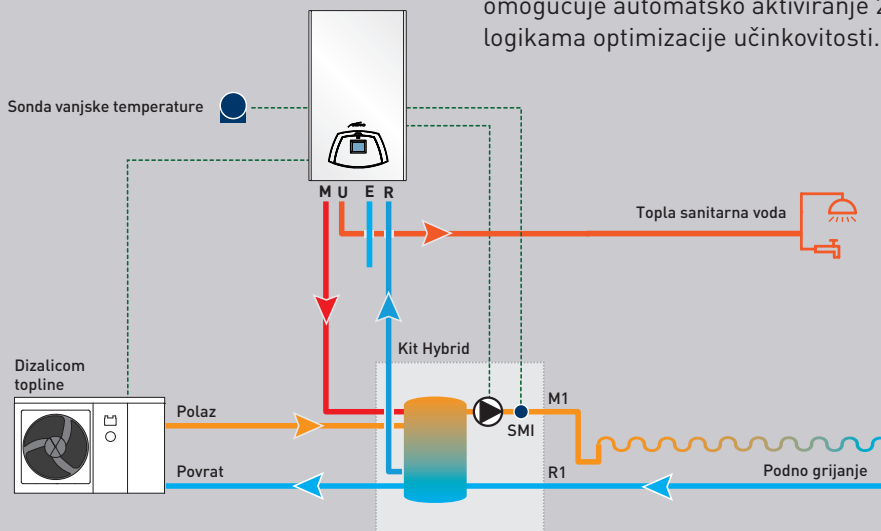 omogućuje automatsko aktiviranje
logikama optimizacije učinkovitosti.
Sonda vanjske temperature
M U E R
Topla sanitarna voda
Kit Hybrid
Dizalicom
topline
Polaz
M1
SMI
Povrat
R1
Podno grijanje